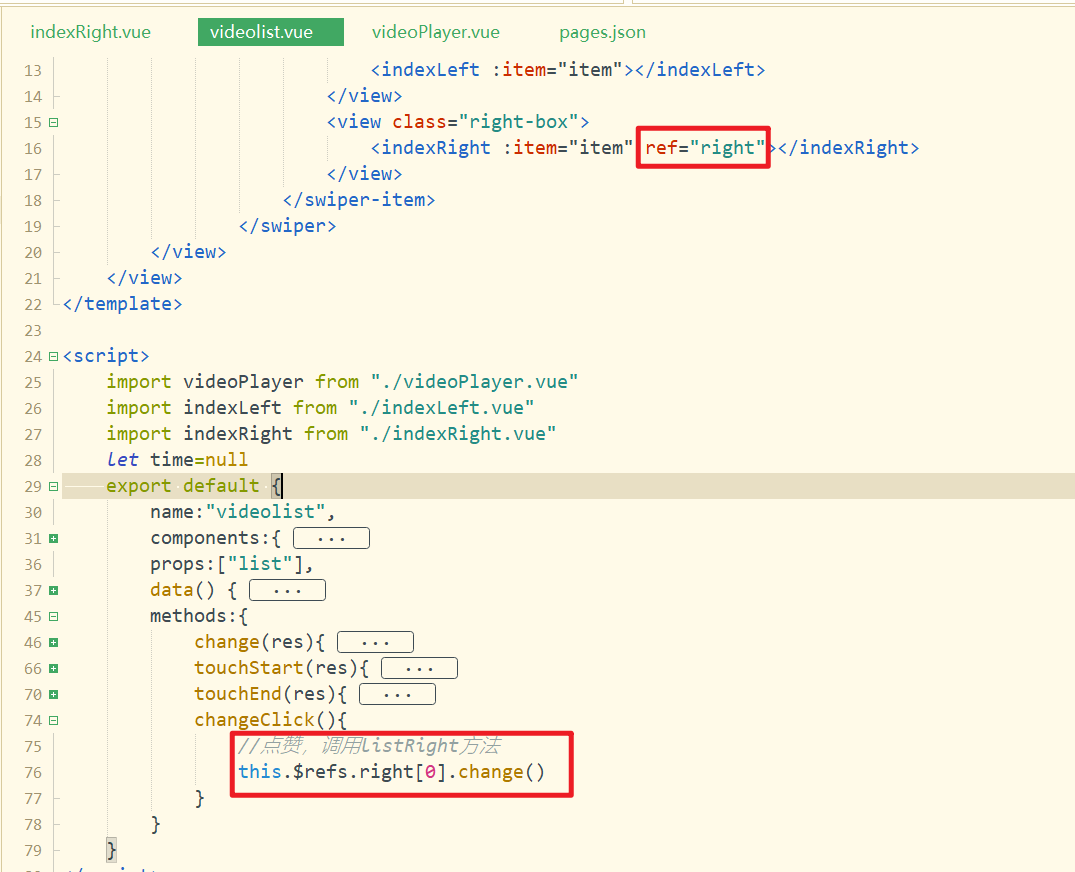 indexRight.vue videolist.vue videoPlayer.vue pages.json
13 <indexLeft :item="item"></indexLeft>
14 </view>
15 <view class="right-box">
16 <indexRight :item="item" ref="right"></indexRight>
17 </view>
18 </swiper-item>
19 </swiper>
20 </view>
21 </view>
22 </template>
23
24 <script>
25 import videoPlayer from "./videoPlayer.vue"
26 import indexLeft from "./indexLeft.vue"
27 import indexRight from "./indexRight.vue"
28 let time=null
29 export default {
30 name:"videolist",
31 components:{ ...
36 props:["list"],
37 data() { ...
45 methods:{
46 change(res){ ...
66 touchStart(res){ ...
70 touchEnd(res){ ...
74 changeClick(){
75 //点赞，调用listRight方法
76 this.$refs.right[0].change()
77 }
78 }
79 }